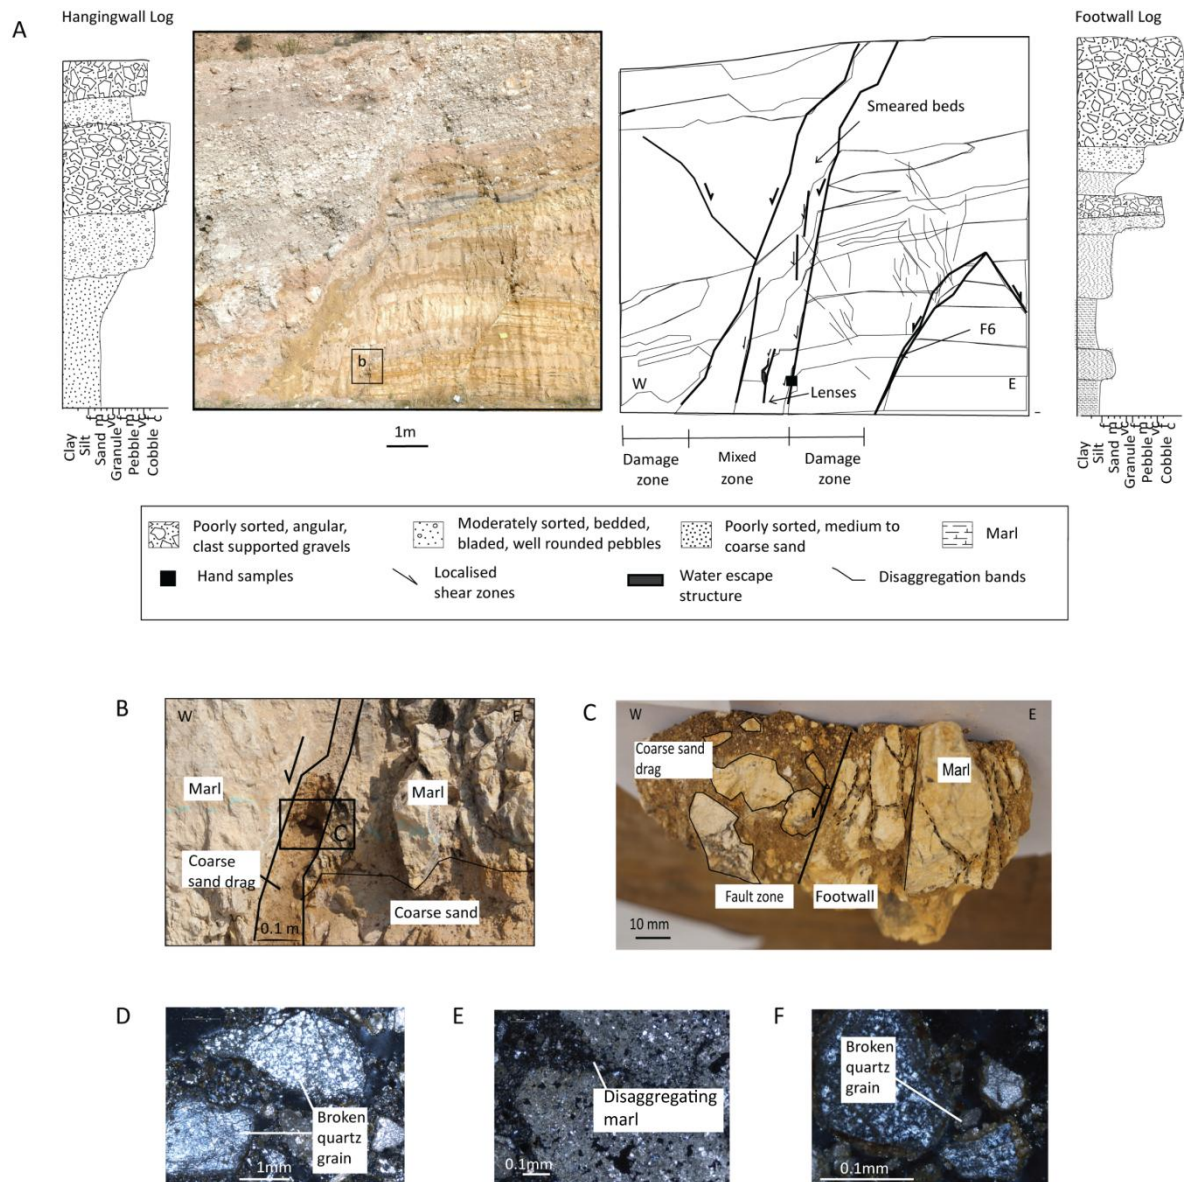 Hangingwall Log
Footwall Log
A
Smeared beds
b
F6
W
E
Lenses
1m
Damage
zone
Mixed
zone
Damage
zone
Clay
Silt
Sand
Granule
Pebble
Cobble
f
m
vc
f
m
vc
f
c
Clay
Silt
Sand
Granule
Pebble
Cobble
f
m
vc
f
m
vc
f
c
Poorly sorted, angular,
clast supported gravels
Moderately sorted, bedded,
bladed, well rounded pebbles
Poorly sorted, medium to
coarse sand
Marl
Hand samples
Localised
shear zones
Water escape
structure
Disaggregation bands
B
W
E
Marl
Marl
C
Coarse
sand drag
Coarse sand
0.1 m
C
W
E
Coarse sand
drag
Marl
Fault zone
Footwall
10 mm
D
Broken
quartz
grain
1mm
E
Disaggregating
marl
0.1mm
F
Broken
quartz
grain
0.1mm